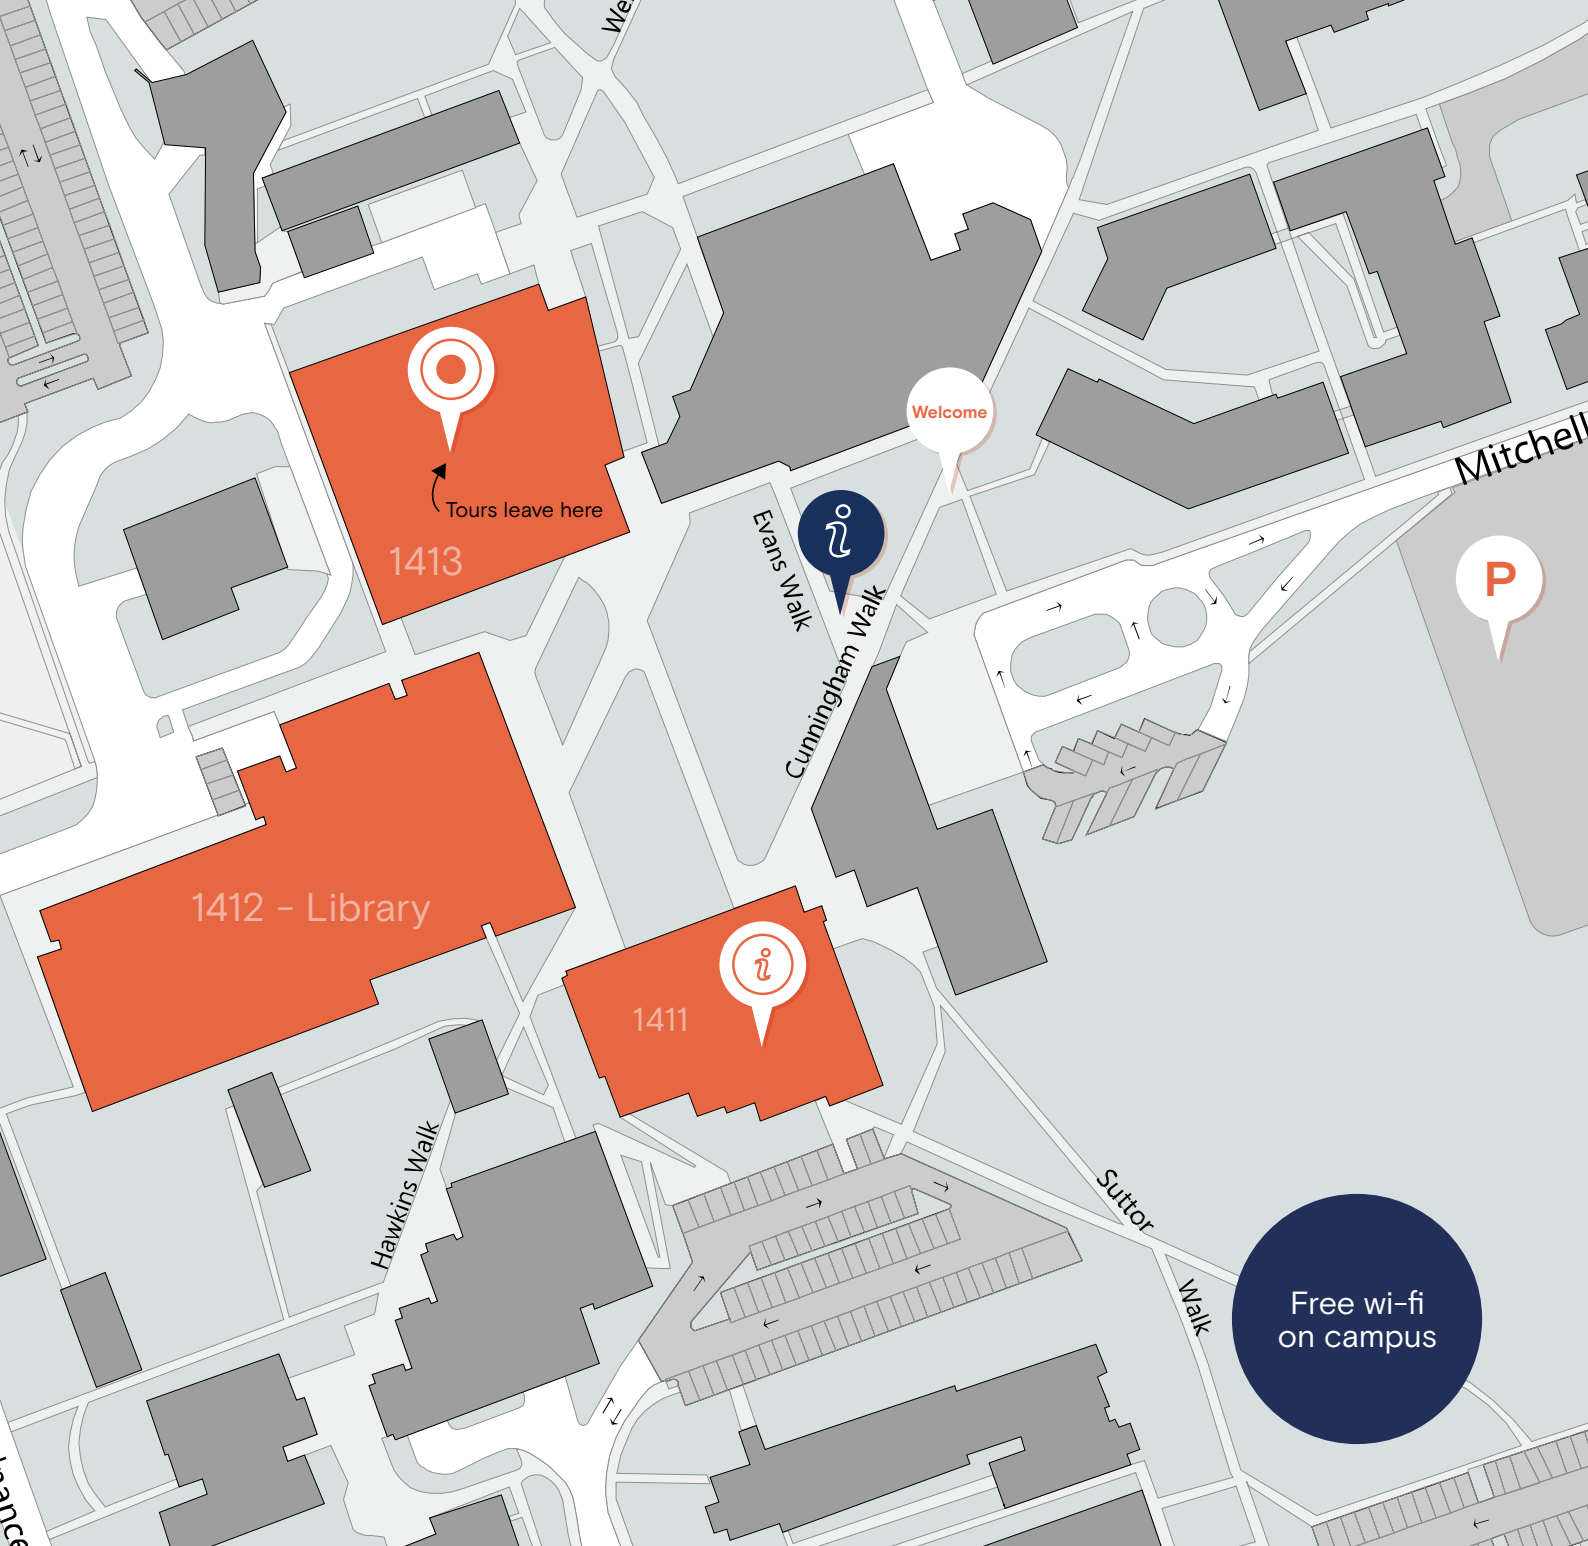 Welcome
Mitchell
Tours leave here
1413
Evans Walk
i
P
Cunningham Walk
1412 - Library
i
1411
Hawkins Walk
Suttor
Walk
Free wi-fi
on campus